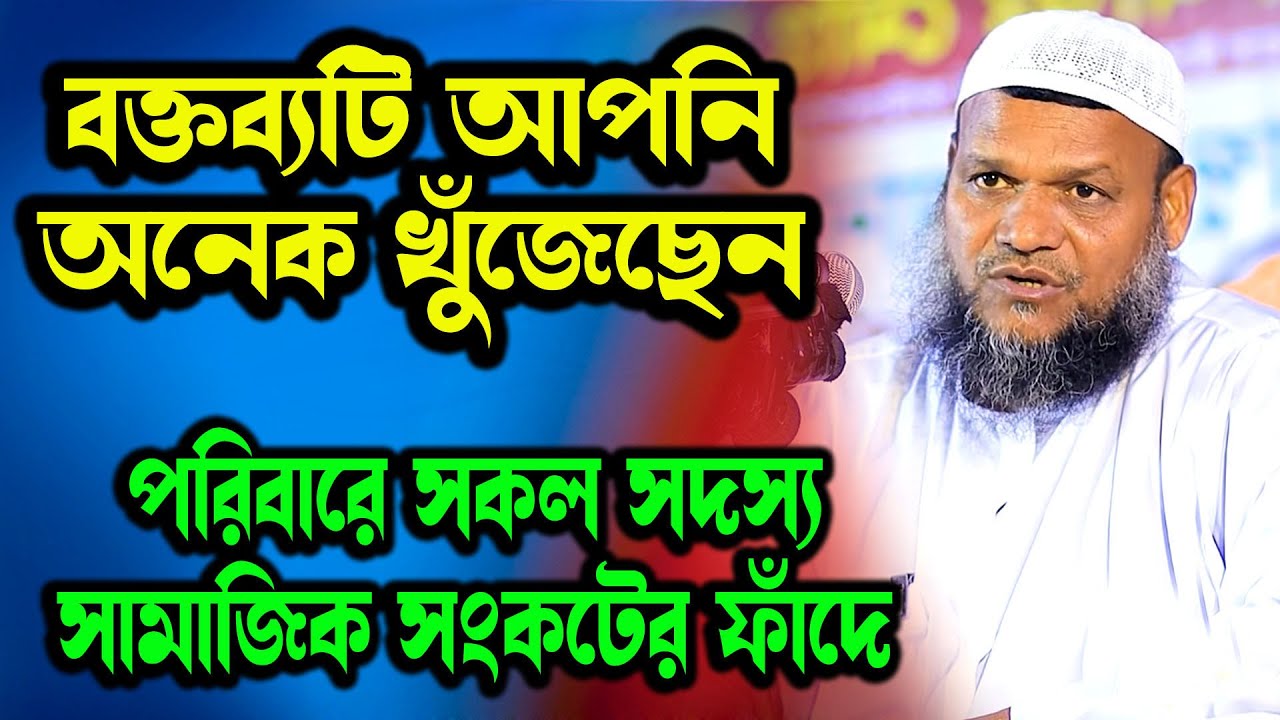 বক্তব্যটি আপনি
অনেক খুঁজেছেন
পরিবারে সকল সদস্য
সামাজিক সংকটের ফাঁদে